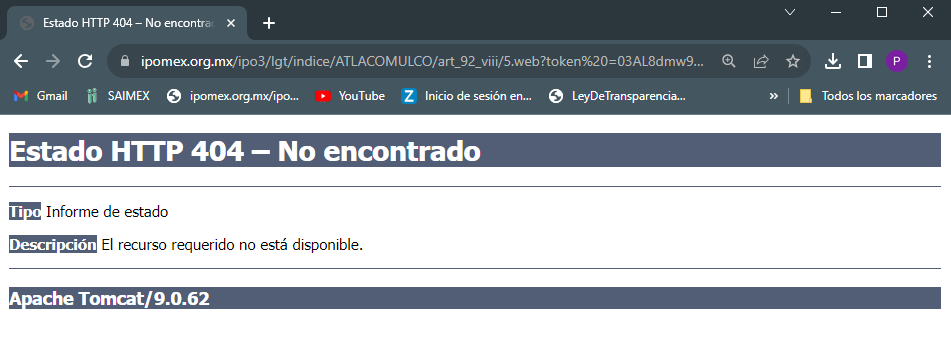 Estado HTTP 404 – No encontrad
ipomex.org.mx/ipo3/lgt/indice/ATLACOMULCO/art_92_viii/5.web?token%20=03AL8dmw9...
P
Gmail SAIMEX ipomex.org.mx/ipo... YouTube Z Inicio de sesión en... LeyDeTransparencia... » Todos los marcadores
Estado HTTP 404 – No encontrado
Tipo Informe de estado
Descripción El recurso requerido no está disponible.
Apache Tomcat/9.0.62